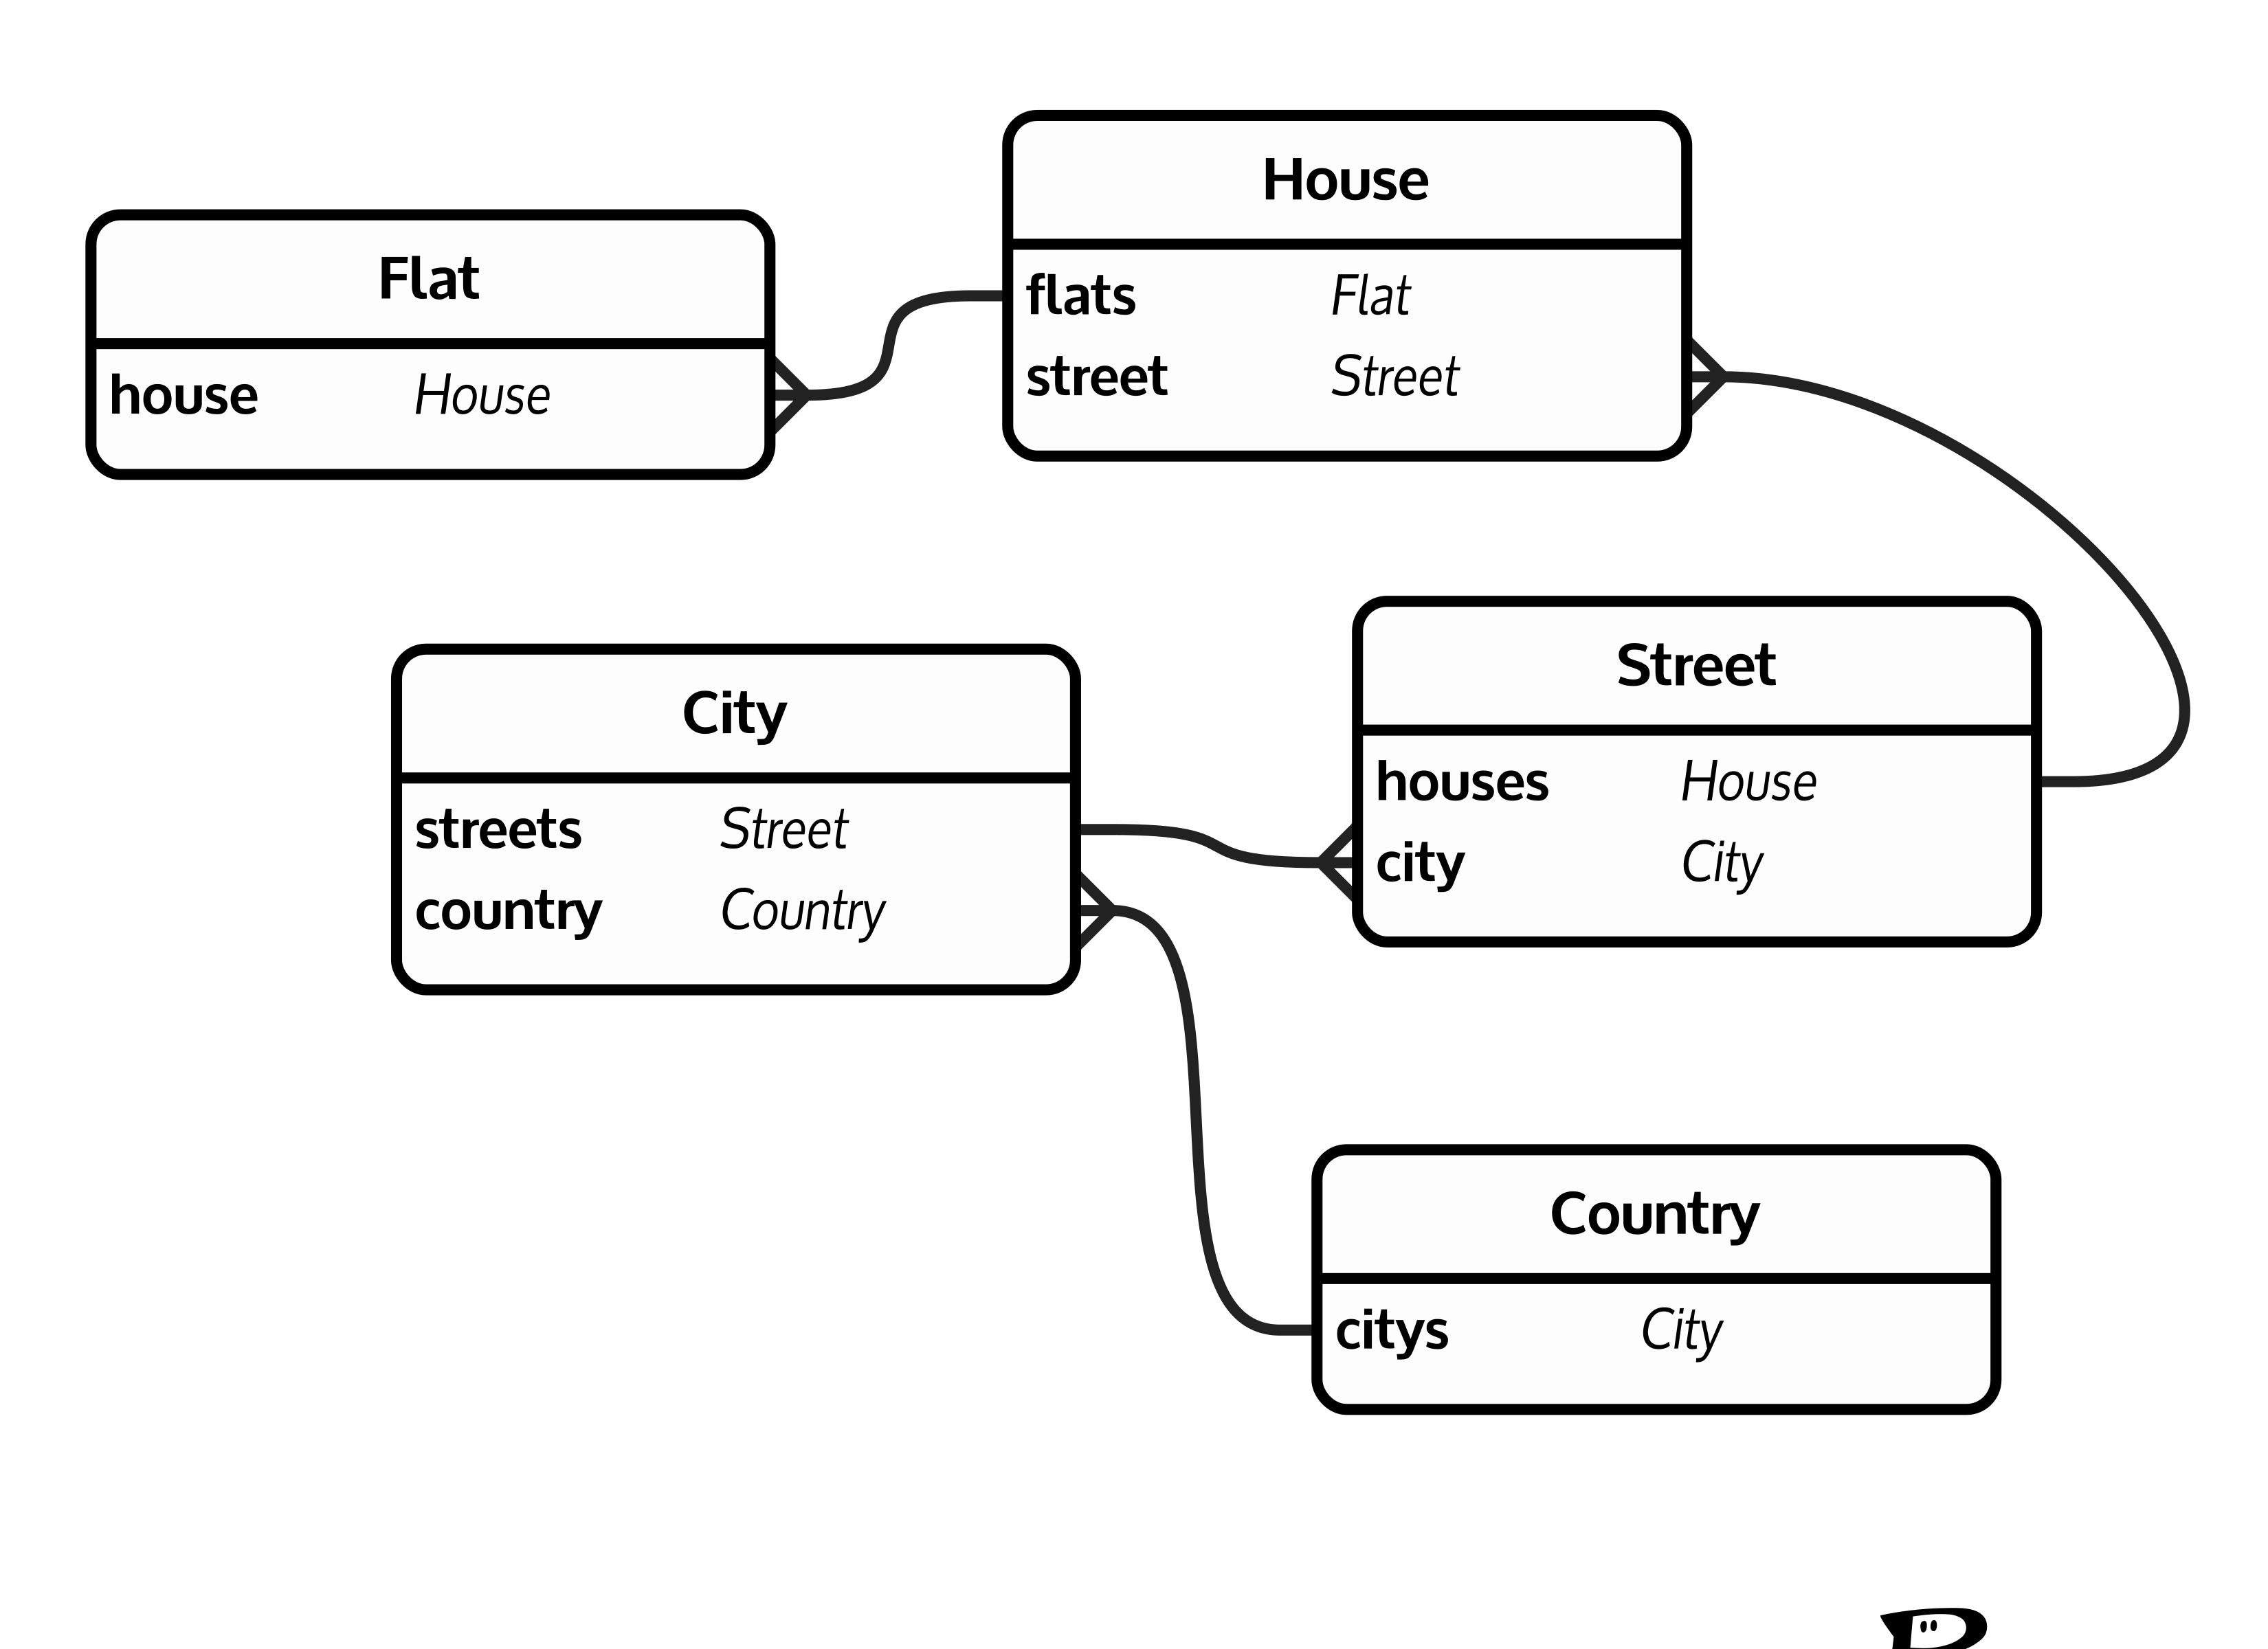 House
flats Flat
street Street
Flat
house House
Street
houses House
city City
City
streets Street
country Country
Country
citys City